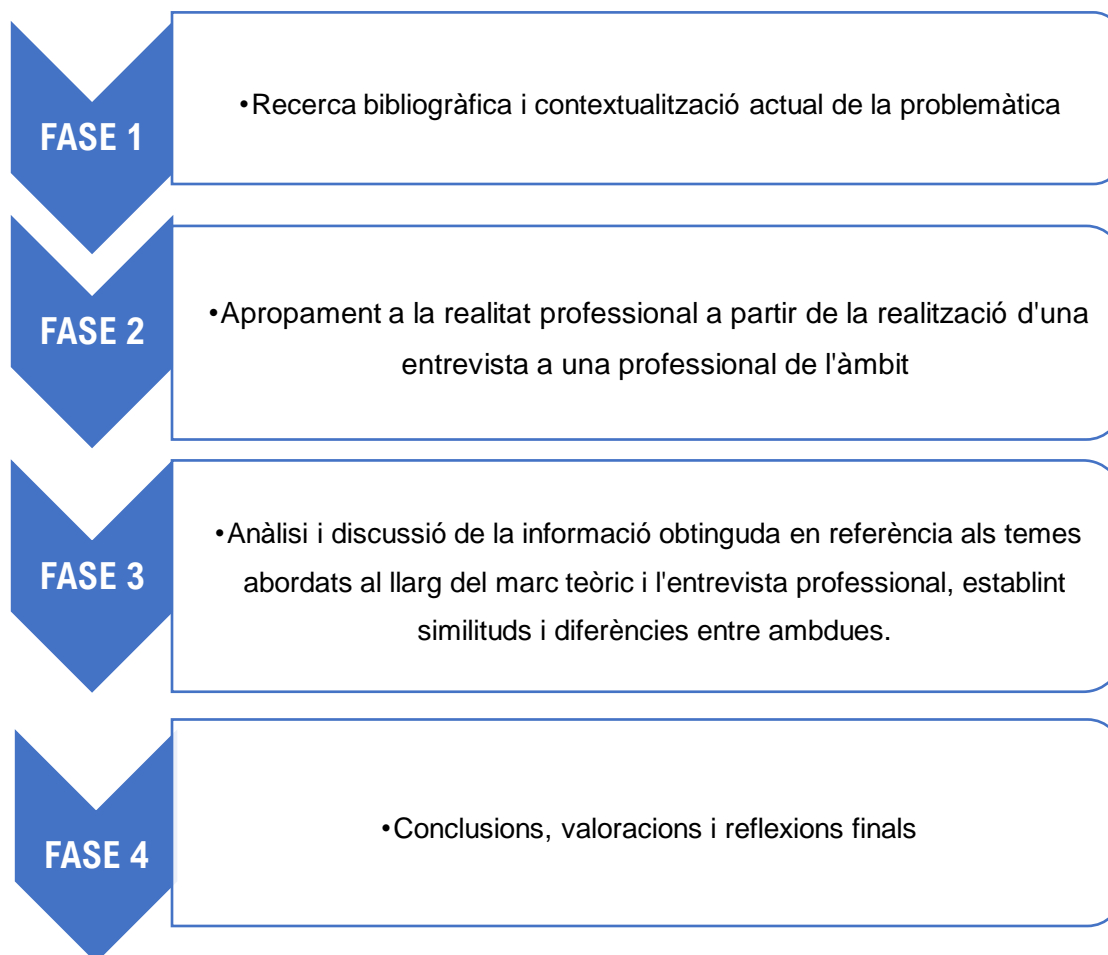 FASE 1
•Recerca bibliogràfica i contextualització actual de la problemàtica
FASE 2
•Apropament a la realitat professional a partir de la realització d'una
entrevista a una professional de l'àmbit
FASE 3
•Anàlisi i discussió de la informació obtinguda en referència als temes
abordats al llarg del marc teòric i l'entrevista professional, establint
similituds i diferències entre ambdues.
FASE 4
•Conclusions, valoracions i reflexions finals